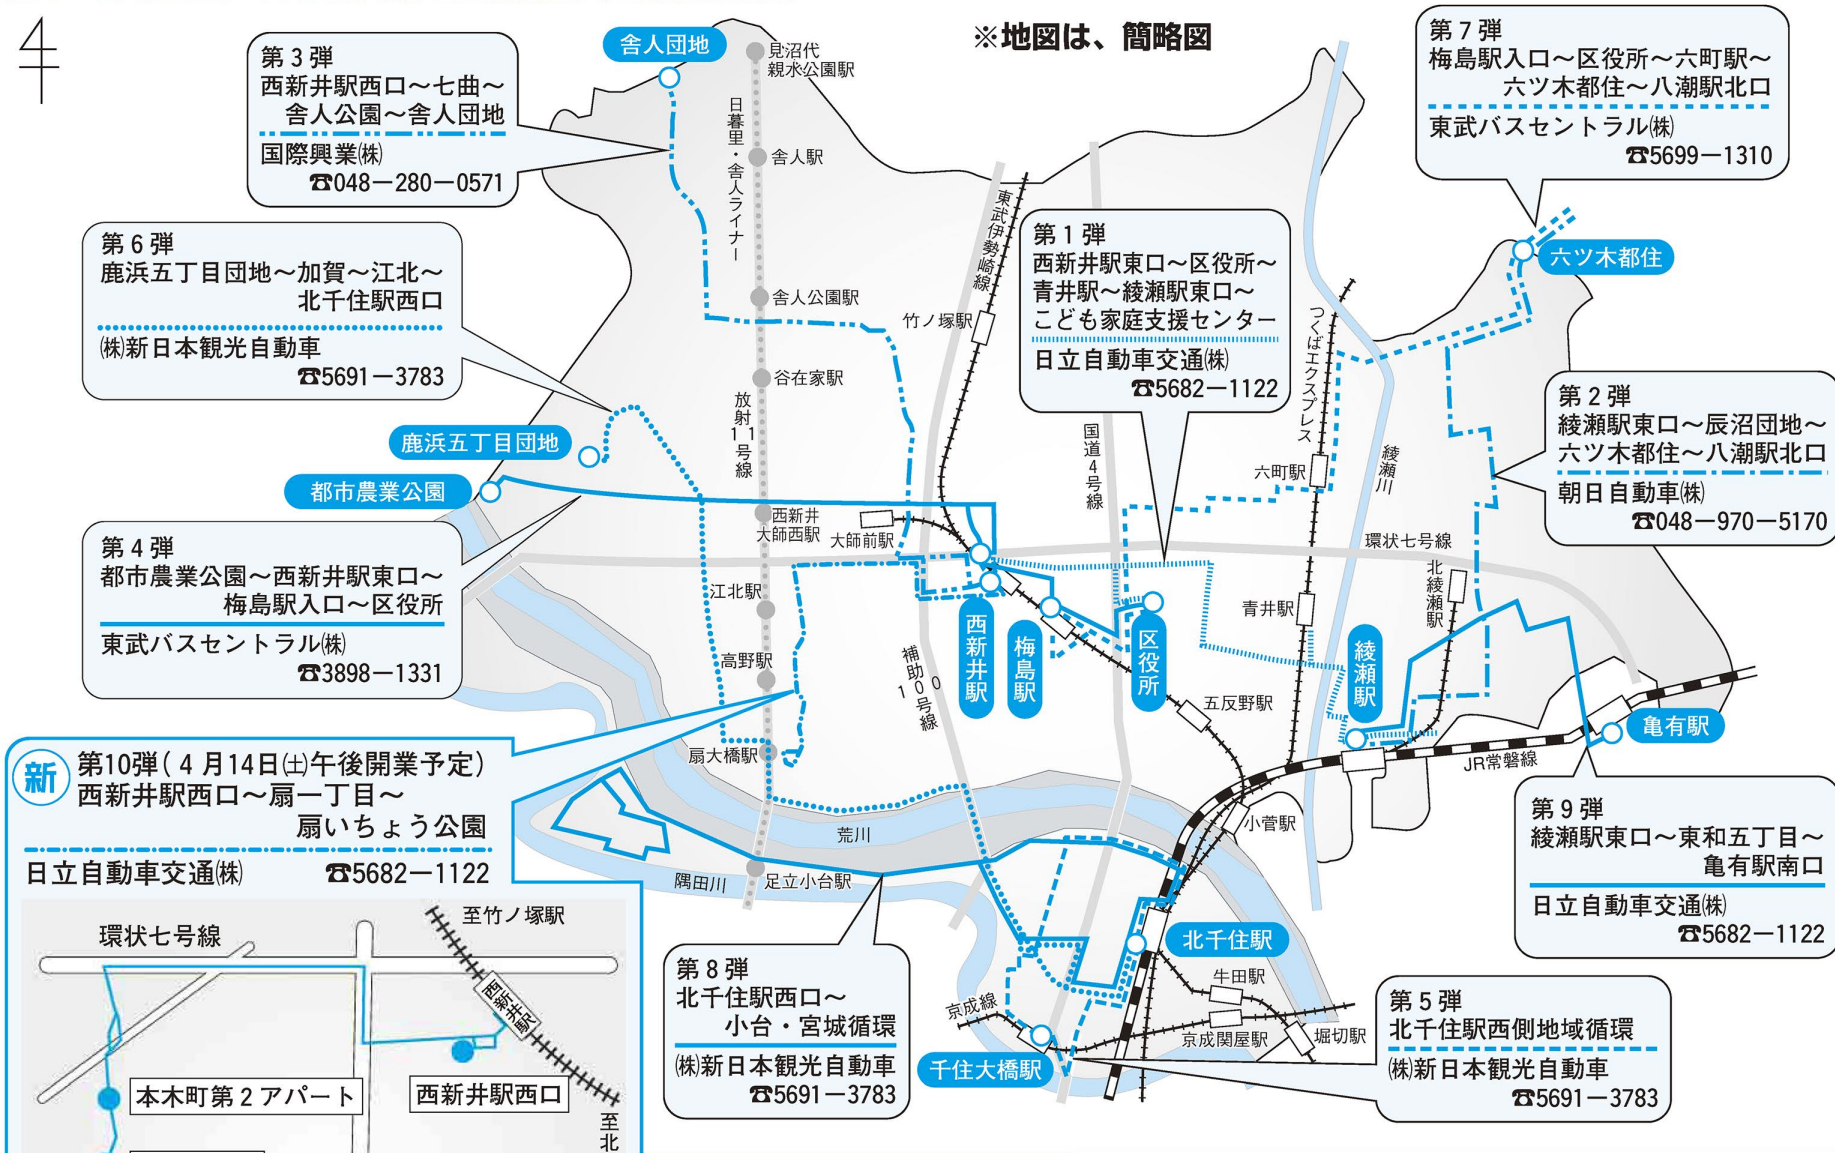 ※地図は、簡略図
第3弾
西新井駅西口～七曲～
舎人公園～舎人団地
国際興業㈱
☎048－280－0571
舎人団地
見沼代
親水公園駅
日暮里・舎人ライナー
舎人駅
舎人公園駅
谷在家駅
放射11号線
西新井
大師西駅
江北駅
高野駅
扇大橋駅
足立小台駅
第7弾
梅島駅入口～区役所～六町駅～
六ツ木都住～八潮駅北口
東武バスセントラル㈱
☎5699－1310
六ツ木都住
第6弾
鹿浜五丁目団地～加賀～江北～
北千住駅西口
㈱新日本観光自動車
☎5691－3783
鹿浜五丁目団地
都市農業公園
第1弾
西新井駅東口～区役所～
青井駅～綾瀬駅東口～
こども家庭支援センター
日立自動車交通㈱
☎5682－1122
東武伊勢崎線
竹ノ塚駅
国道4号線
つくばエクスプレス
六町駅
綾瀬川
大師前駅
環状七号線
北綾瀬駅
青井駅
第2弾
綾瀬駅東口～辰沼団地～
六ツ木都住～八潮駅北口
朝日自動車㈱
☎048－970－5170
第4弾
都市農業公園～西新井駅東口～
梅島駅入口～区役所
東武バスセントラル㈱
☎3898－1331
補助100号線
西新井駅
梅島駅
区役所
綾瀬駅
五反野駅
亀有駅
JR常磐線
小菅駅
荒川
隅田川
新
第10弾(4月14日㈯午後開業予定)
西新井駅西口～扇一丁目～
扇いちょう公園
日立自動車交通㈱
☎5682－1122
環状七号線
至竹ノ塚駅
西新井駅
本木町第2アパート
西新井駅西口
至北
第8弾
北千住駅西口～
小台・宮城循環
㈱新日本観光自動車
☎5691－3783
北千住駅
牛田駅
京成線
京成関屋駅
堀切駅
千住大橋駅
第9弾
綾瀬駅東口～東和五丁目～
亀有駅南口
日立自動車交通㈱
☎5682－1122
第5弾
北千住駅西側地域循環
㈱新日本観光自動車
☎5691－3783